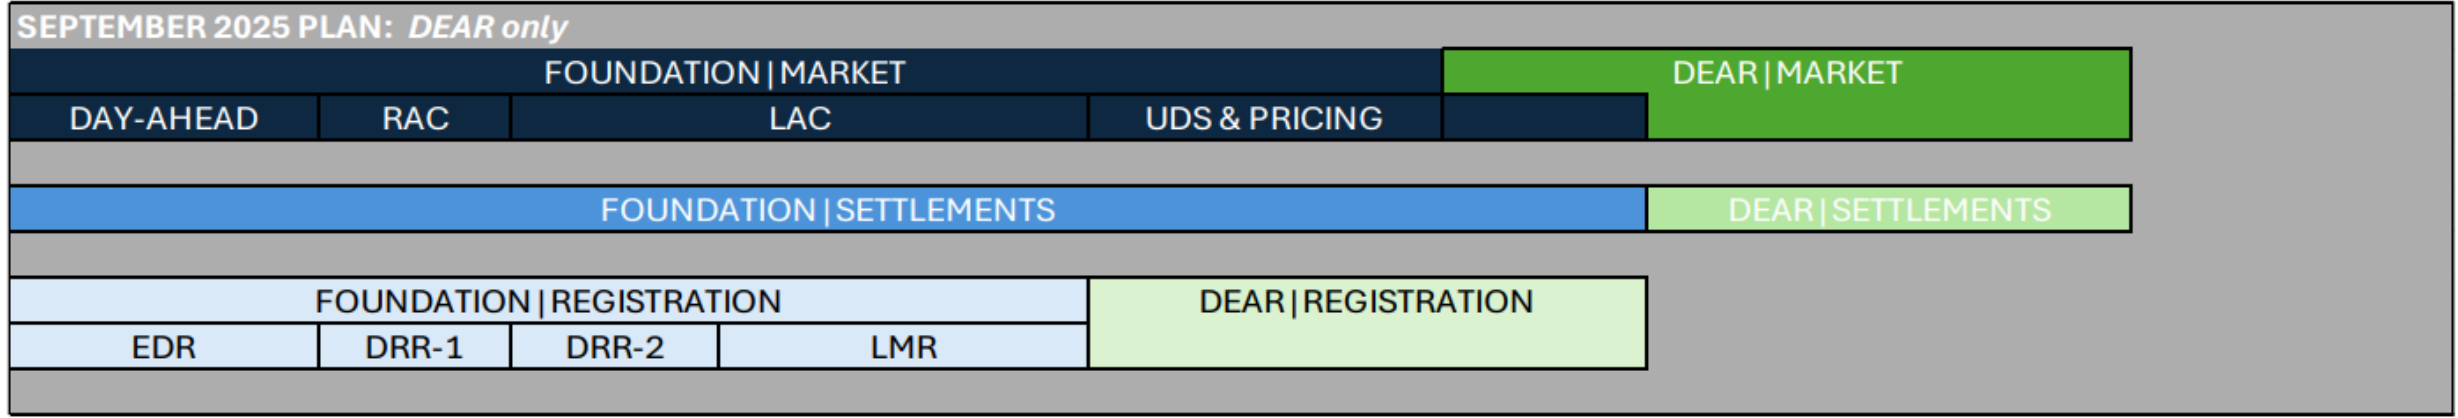 SEPTEMBER 2025 PLAN: DEAR only
FOUNDATION|MARKET
DEAR|MARKET
DAY-AHEAD
RAC
LAC
UDS & PRICING
FOUNDATION|SETTLEMENTS
DEAR|SETTLEMENTS
FOUNDATION|REGISTRATION
DEAR|REGISTRATION
EDR
DRR-1
DRR-2
LMR